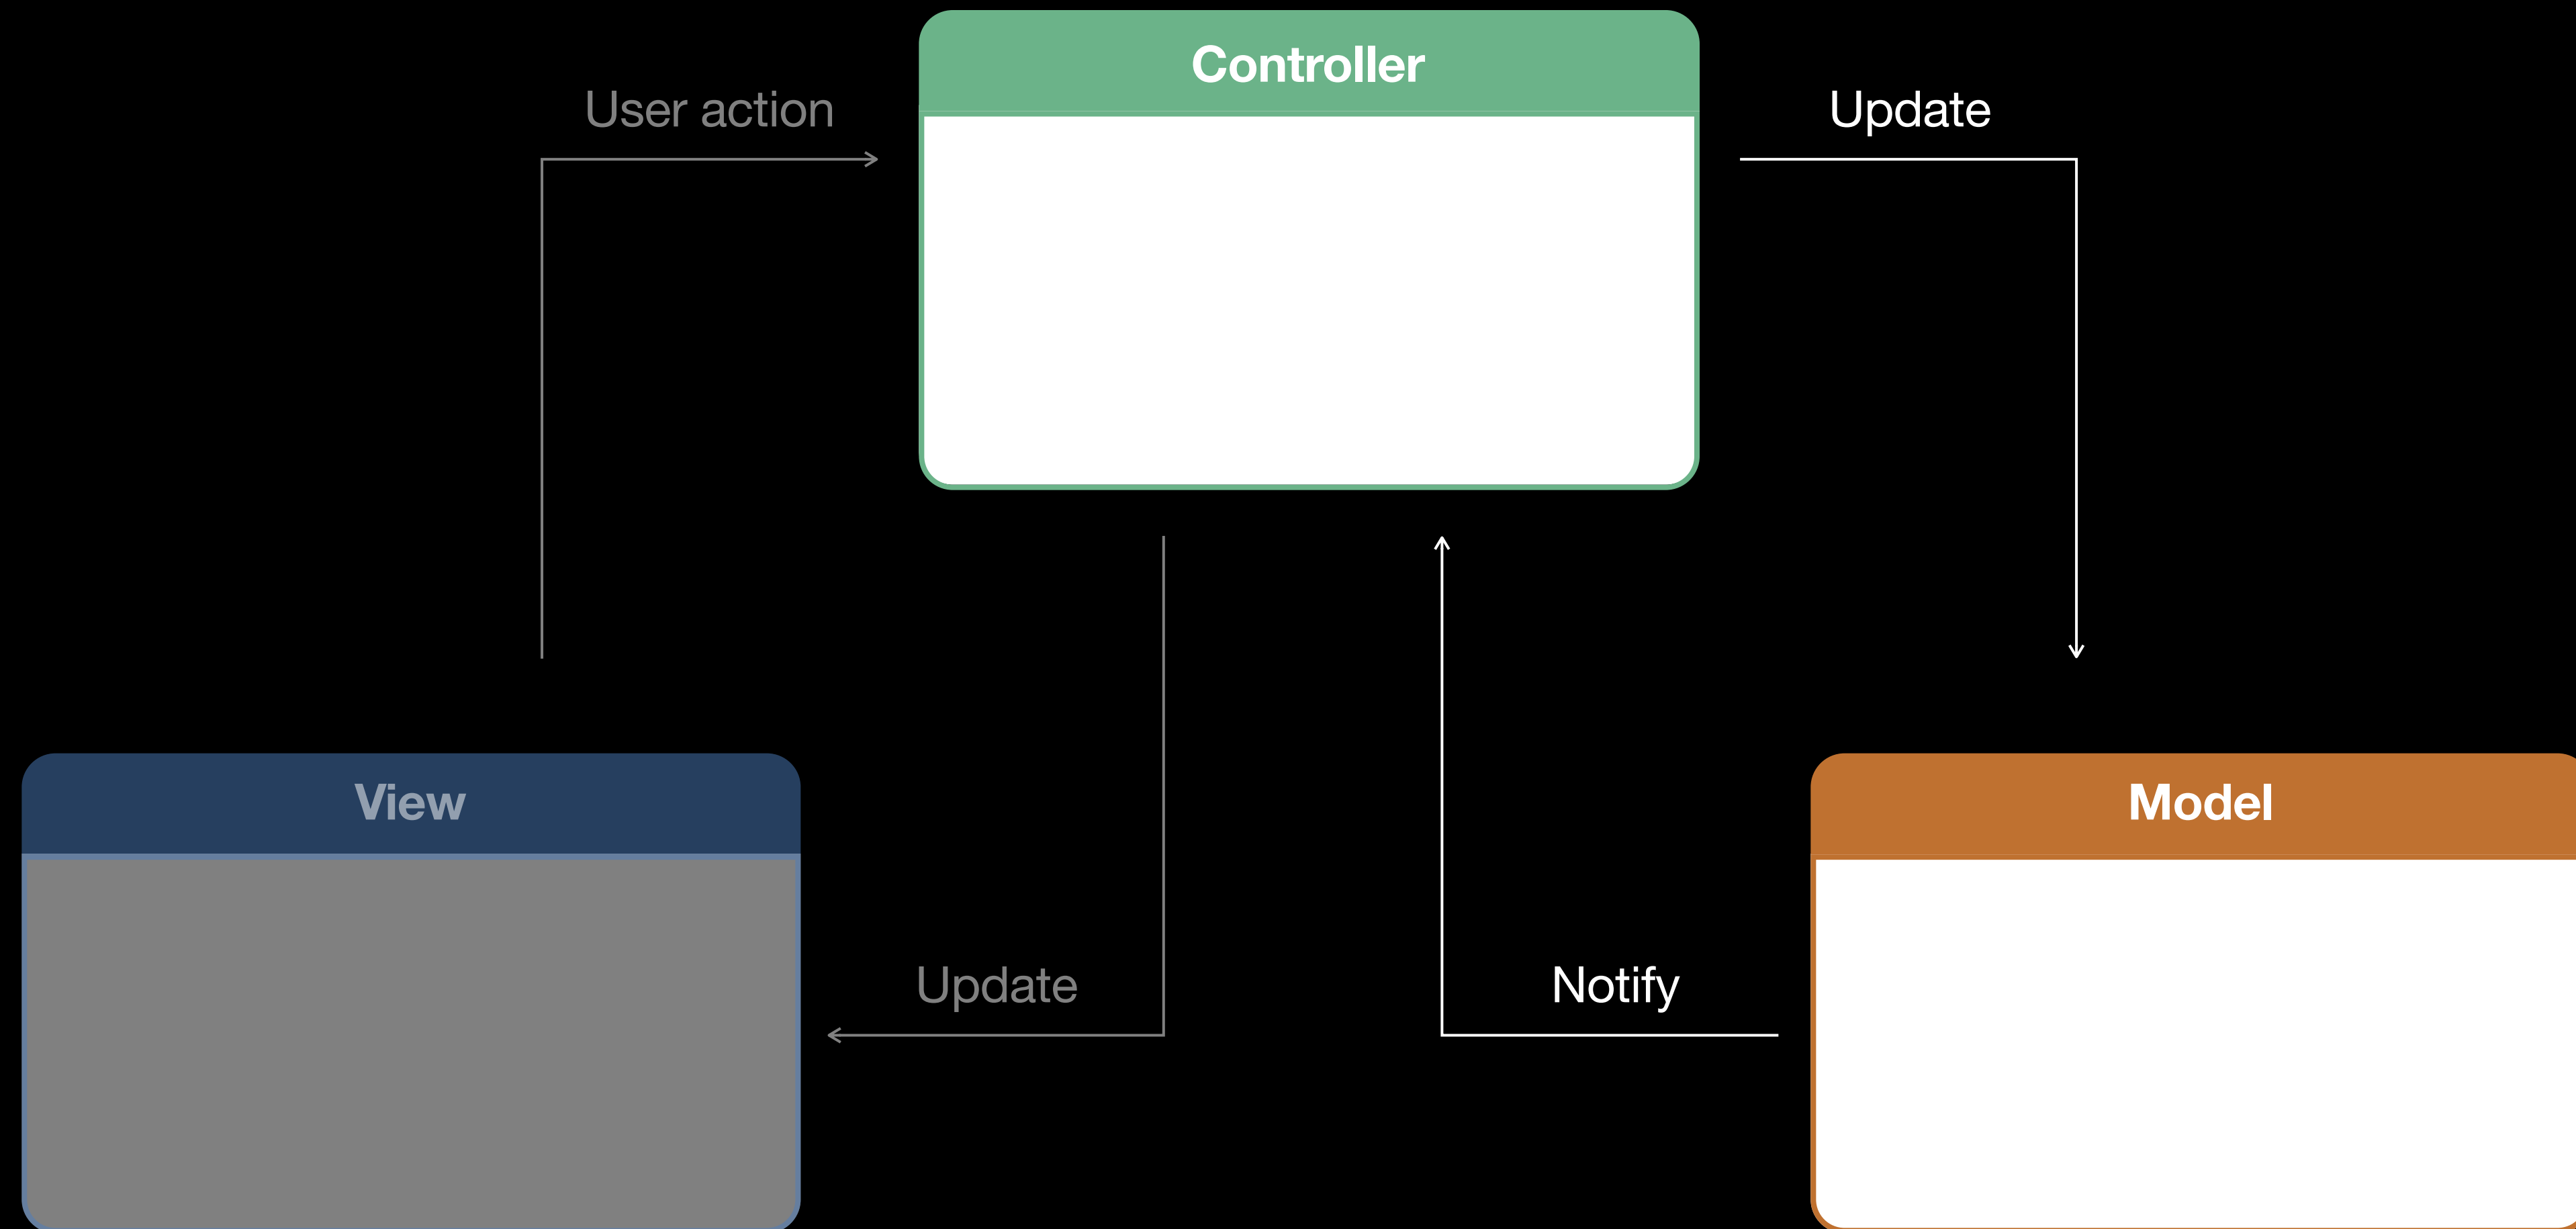 Controller
User action
Update
View
Model
Update
Notify